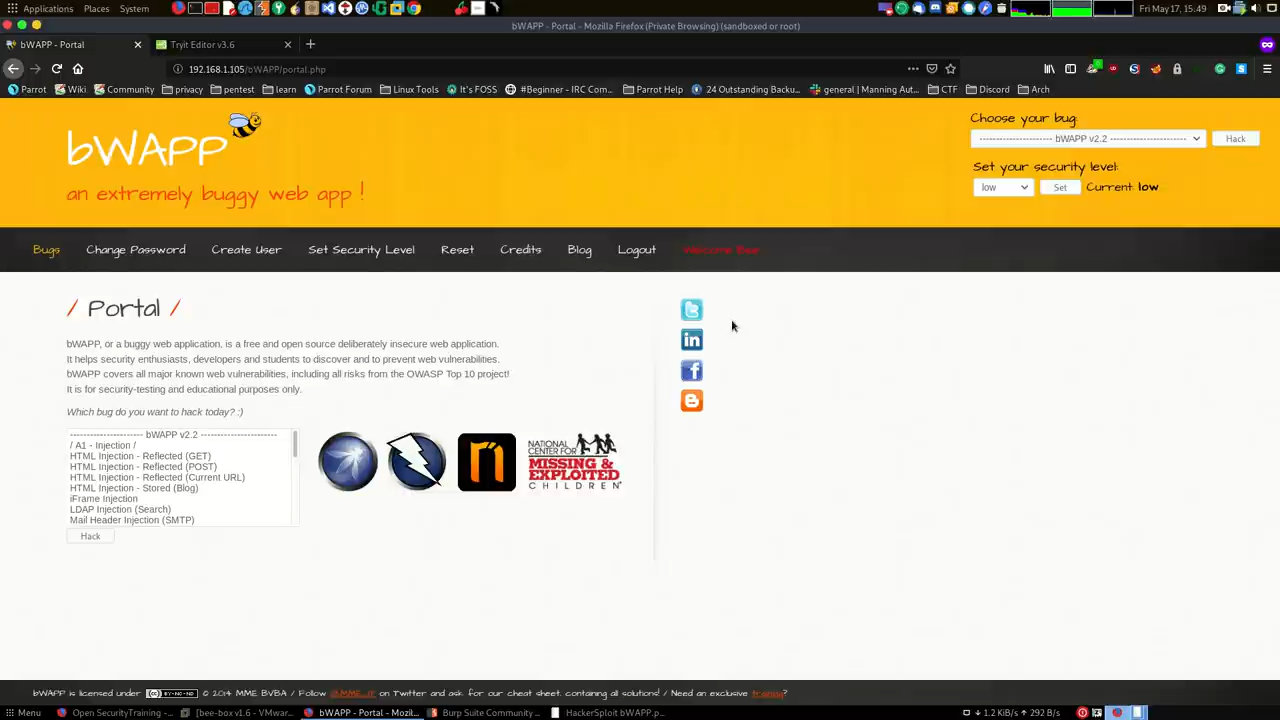 Applications Places System
Fri May 17, 15:49
bWAPP - Portal - Mozilla Firefox (Private Browsing) (sandboxed or root)
bWAPP - Portal
Tryit Editor v3.6
192.168.1.105/bWAPP/portal.php
Parrot Wiki Community privacy pentest learn Parrot Forum Linux Tools It's FOSS #Beginner - IRC Com... Parrot Help 24 Outstanding Backu... general | Manning Aut... CTF Discord Arch
bWAPP
an extremely buggy web app !
Choose your bug:
---------------------- bWAPP v2.2 ----------------------
Hack
Set your security level:
low
Set
Current: low
Bugs Change Password Create User Set Security Level Reset Credits Blog Logout Welcome Bee
/ Portal /
bWAPP, or a buggy web application, is a free and open source deliberately insecure web application.
It helps security enthusiasts, developers and students to discover and to prevent web vulnerabilities.
bWAPP covers all major known web vulnerabilities, including all risks from the OWASP Top 10 project!
It is for security-testing and educational purposes only.
Which bug do you want to hack today? :)
---------------------- bWAPP v2.2 -----------------------
/ A1 - Injection /
HTML Injection - Reflected (GET)
HTML Injection - Reflected (POST)
HTML Injection - Reflected (Current URL)
HTML Injection - Stored (Blog)
iFrame Injection
LDAP Injection (Search)
Mail Header Injection (SMTP)
Hack
NATIONAL
CENTER FOR
MISSING &
EXPLOITED
CHILDREN
bWAPP is licensed under © 2014 MME BVBA / Follow @MME_IT on Twitter and ask for our cheat sheet, containing all solutions! / Need an exclusive training?
Menu
Open SecurityTraining -...
[bee-box v1.6 - VMwar...
bWAPP - Portal - Mozil...
Burp Suite Community ...
HackerSploit bWAPP.p...
1.2 KiB/s 292 B/s